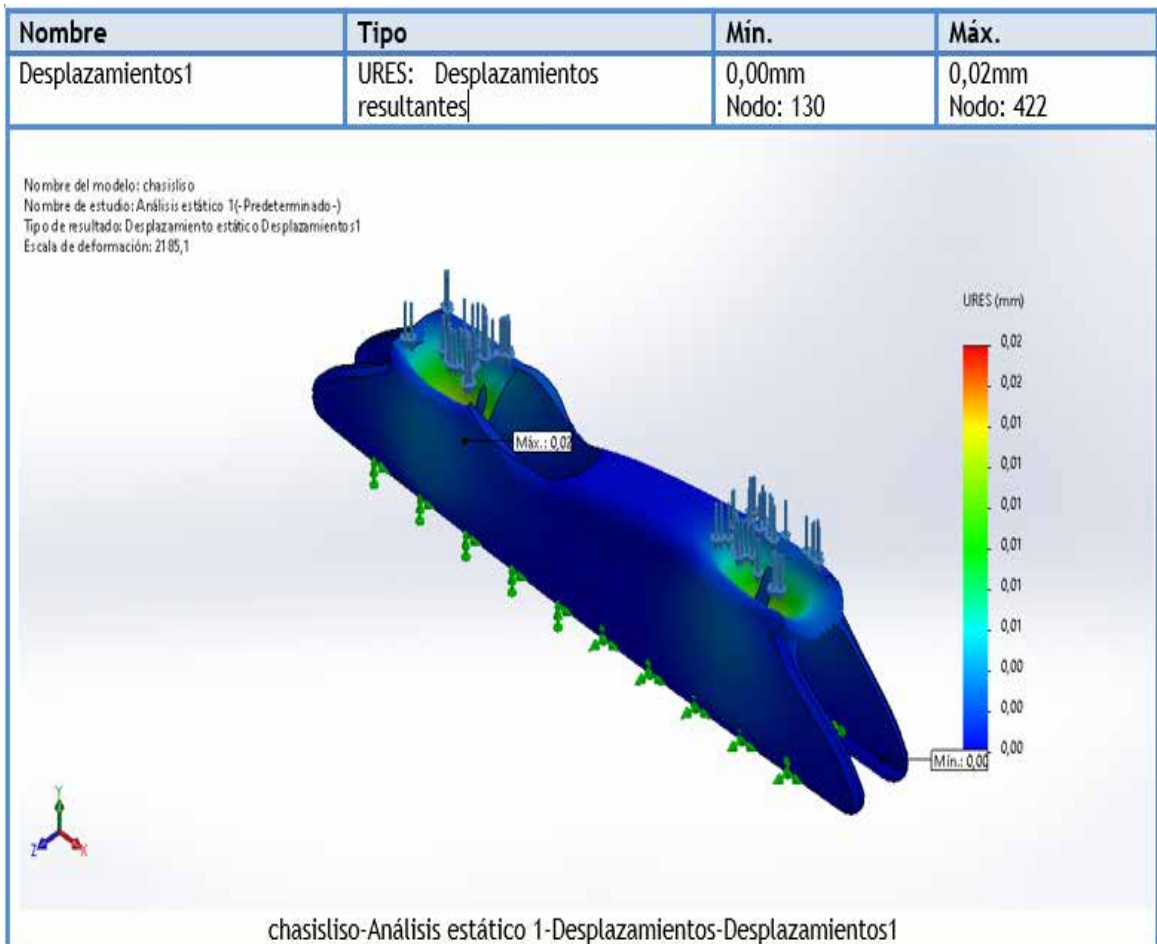 Nombre Tipo Mín. Máx.
Desplazamientos1 URES: Desplazamientos 0,00mm 0,02mm
resultantes Nodo: 130 Nodo: 422
Nombre del modelo: chasisliso
Nombre de estudio: Análisis estático 1(-Predeterminado-)
Tipo de resultado: Desplazamiento estático Desplazamientos1
Escala de deformación: 2185,1
URES (mm)
0,02
0,02
0,01
0,01
0,01
0,01
0,01
0,01
0,00
0,00
0,00
Máx.: 0,02
Mín.: 0,00
Y
Z
X
chasisliso-Análisis estático 1-Desplazamientos-Desplazamientos1